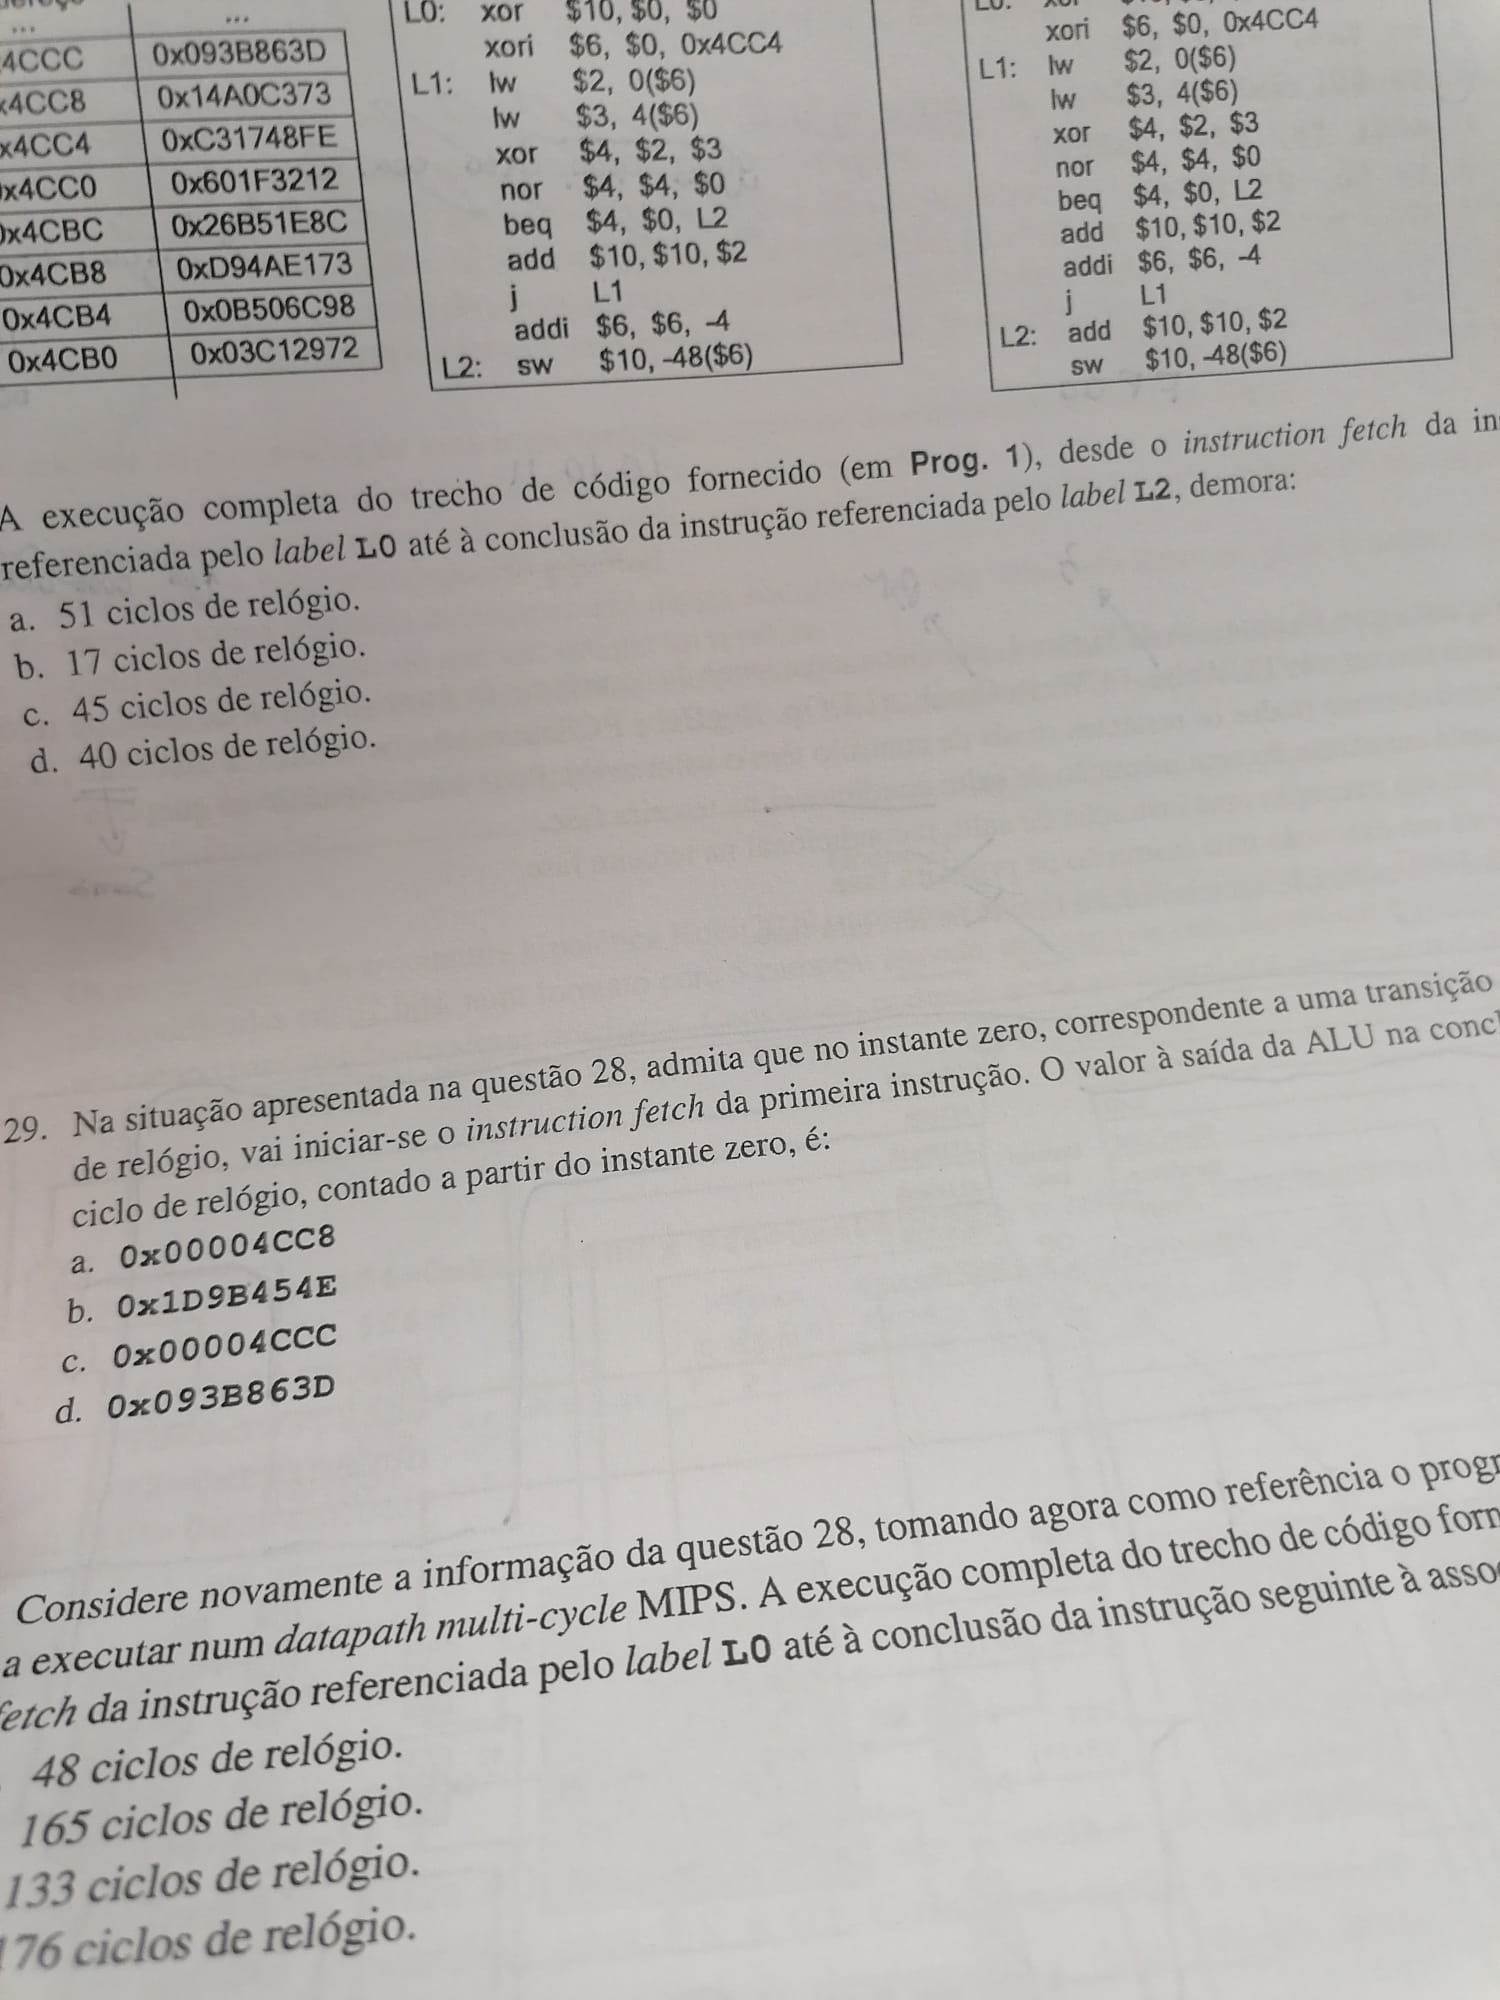 ... ...
4CCC 0x093B863D
x4CC8 0x14A0C373
x4CC4 0xC31748FE
0x4CC0 0x601F3212
0x4CBC 0x26B51E8C
0x4CB8 0xD94AE173
0x4CB4 0x0B506C98
0x4CB0 0x03C12972
L0: xor $10, $0, $0
xori $6, $0, 0x4CC4
L1: lw $2, 0($6)
lw $3, 4($6)
xor $4, $2, $3
nor $4, $4, $0
beq $4, $0, L2
add $10, $10, $2
j L1
addi $6, $6, -4
L2: sw $10, -48($6)
xori $6, $0, 0x4CC4
L1: lw $2, 0($6)
lw $3, 4($6)
xor $4, $2, $3
nor $4, $4, $0
beq $4, $0, L2
add $10, $10, $2
addi $6, $6, -4
j L1
L2: add $10, $10, $2
sw $10, -48($6)
A execução completa do trecho de código fornecido (em Prog. 1), desde o instruction fetch da in
referenciada pelo label L0 até à conclusão da instrução referenciada pelo label L2, demora:
a. 51 ciclos de relógio.
b. 17 ciclos de relógio.
c. 45 ciclos de relógio.
d. 40 ciclos de relógio.
29. Na situação apresentada na questão 28, admita que no instante zero, correspondente a uma transição
de relógio, vai iniciar-se o instruction fetch da primeira instrução. O valor à saída da ALU na concl
ciclo de relógio, contado a partir do instante zero, é:
a. 0x00004CC8
b. 0x1D9B454E
c. 0x00004CCC
d. 0x093B863D
Considere novamente a informação da questão 28, tomando agora como referência o progr
a executar num datapath multi-cycle MIPS. A execução completa do trecho de código forn
fetch da instrução referenciada pelo label L0 até à conclusão da instrução seguinte à asso
48 ciclos de relógio.
165 ciclos de relógio.
133 ciclos de relógio.
176 ciclos de relógio.